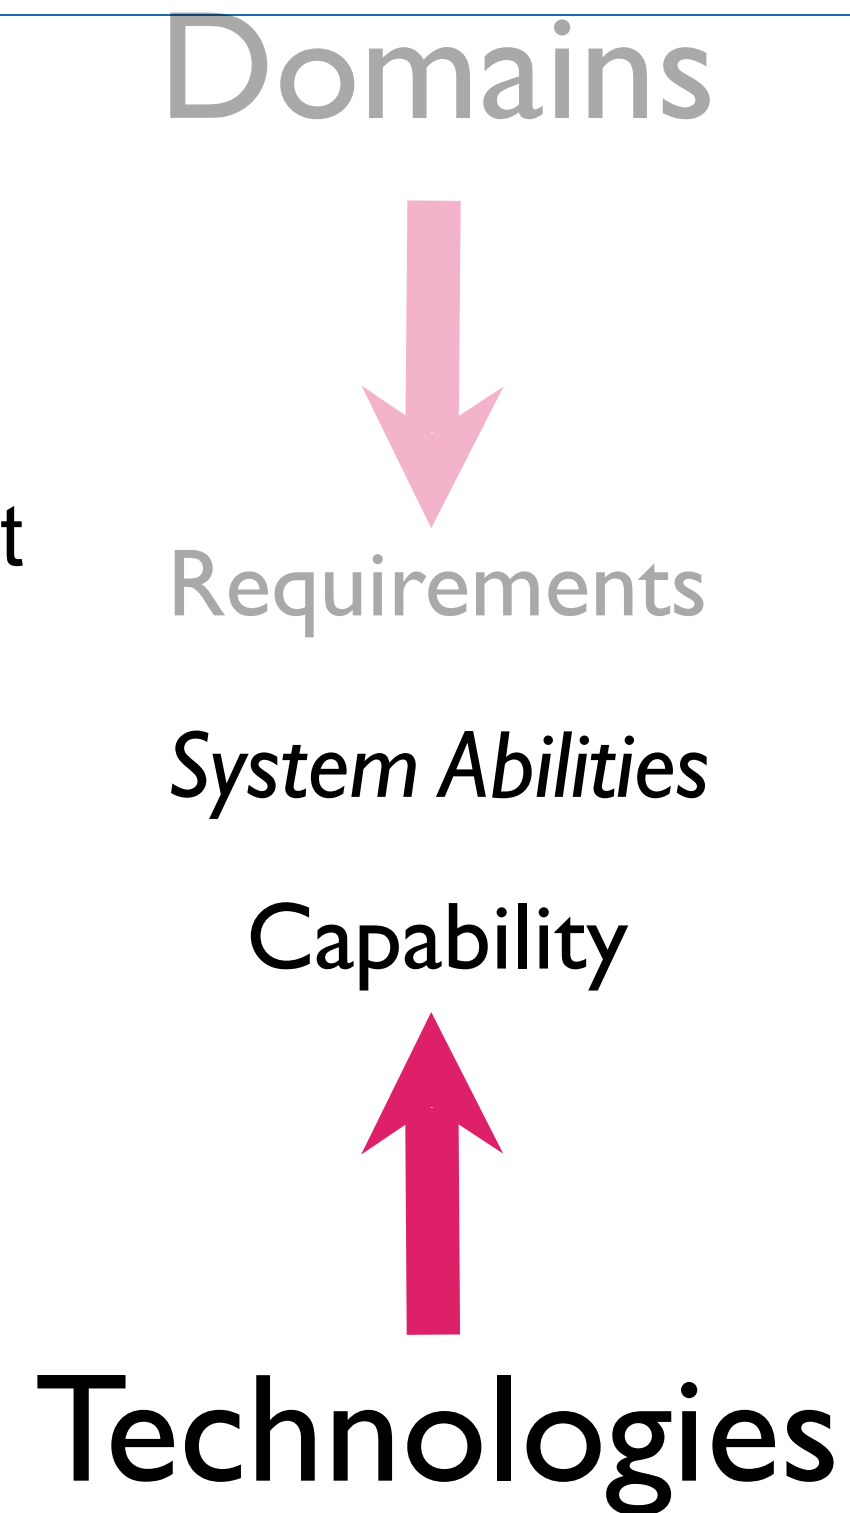 Domains
t
Requirements
System Abilities
Capability
Technologies